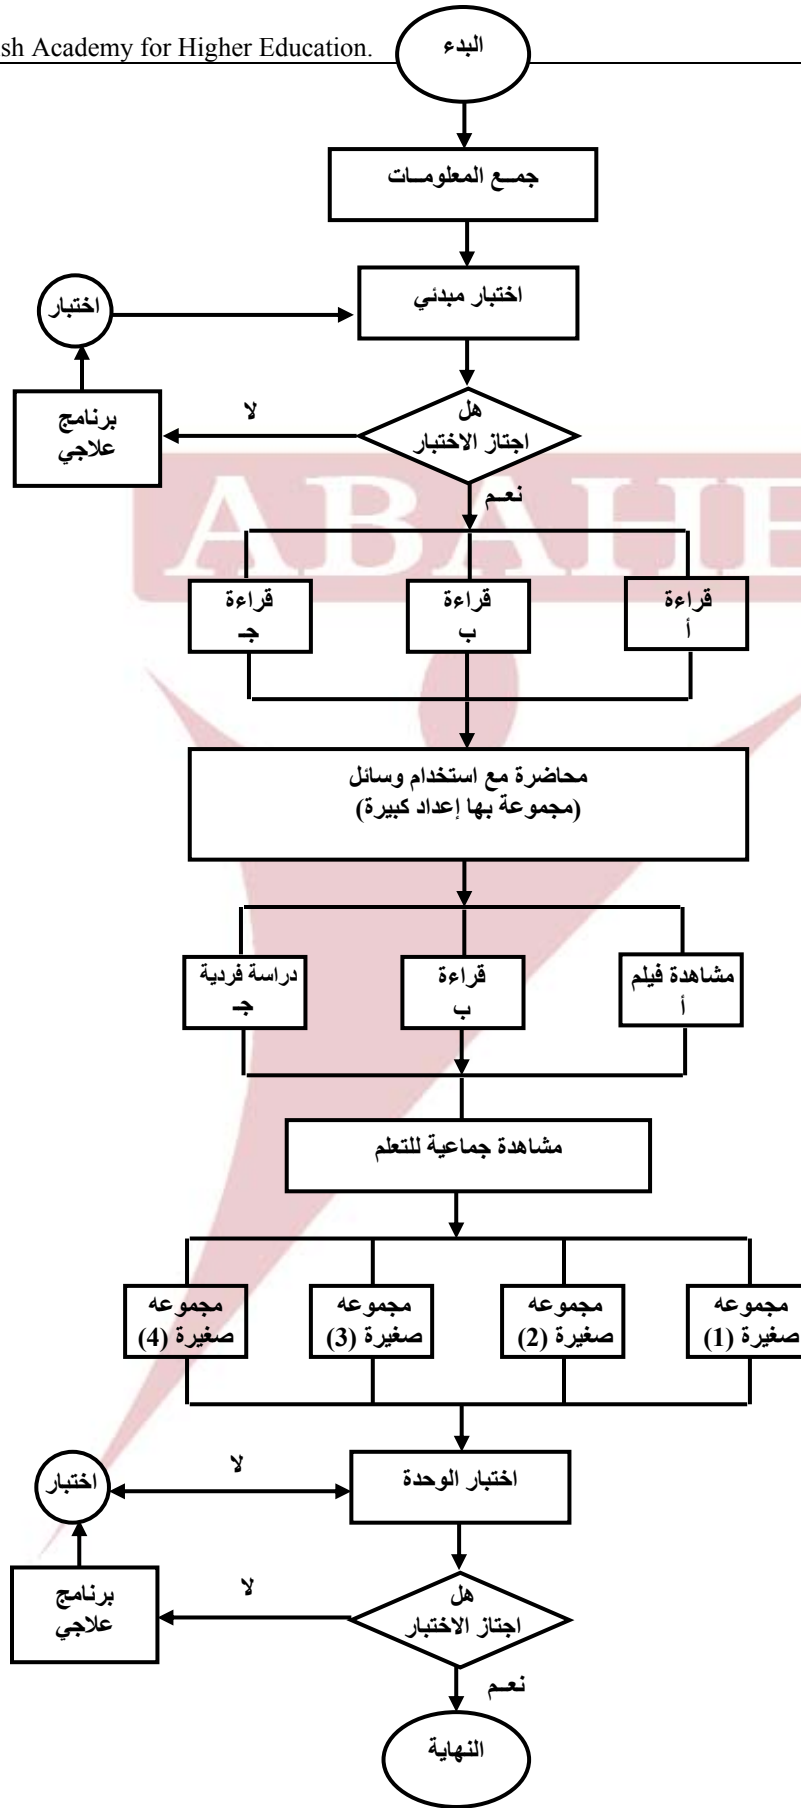 sh Academy for Higher Education.
البدء
جمـع المعلومـات
اختبار مبدئي
اختبار
هل
اجتاز الاختبار
لا
برنامج
علاجي
نعـم
ABAHE
قراءة
أ
قراءة
ب
قراءة
جـ
محاضرة مع استخدام وسائل
(مجموعة بها إعداد كبيرة)
مشاهدة فيلم
أ
قراءة
ب
دراسة فردية
جـ
مشاهدة جماعية للتعلم
مجموعه
صغيرة (1)
مجموعه
صغيرة (2)
مجموعه
صغيرة (3)
مجموعه
صغيرة (4)
اختبار الوحدة
لا
اختبار
هل
اجتاز الاختبار
لا
برنامج
علاجي
نعـم
النهاية